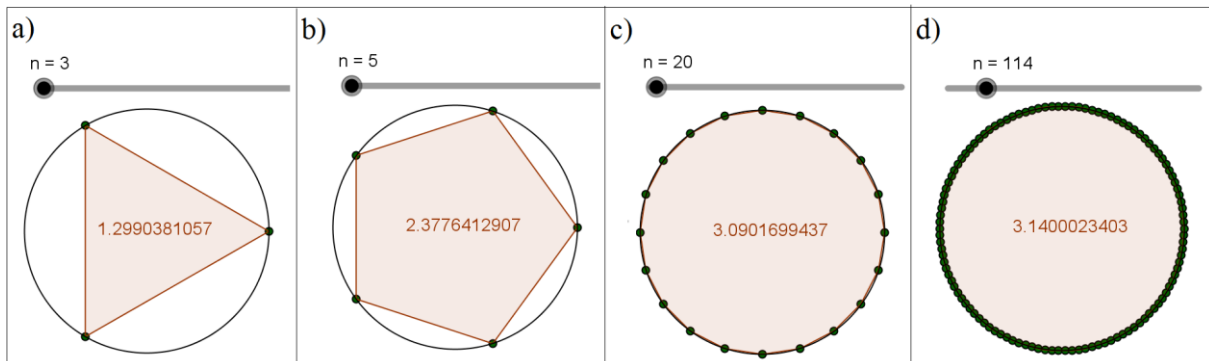 a)
n = 3
1.2990381057
b)
n = 5
2.3776412907
c)
n = 20
3.0901699437
d)
n = 114
3.1400023403